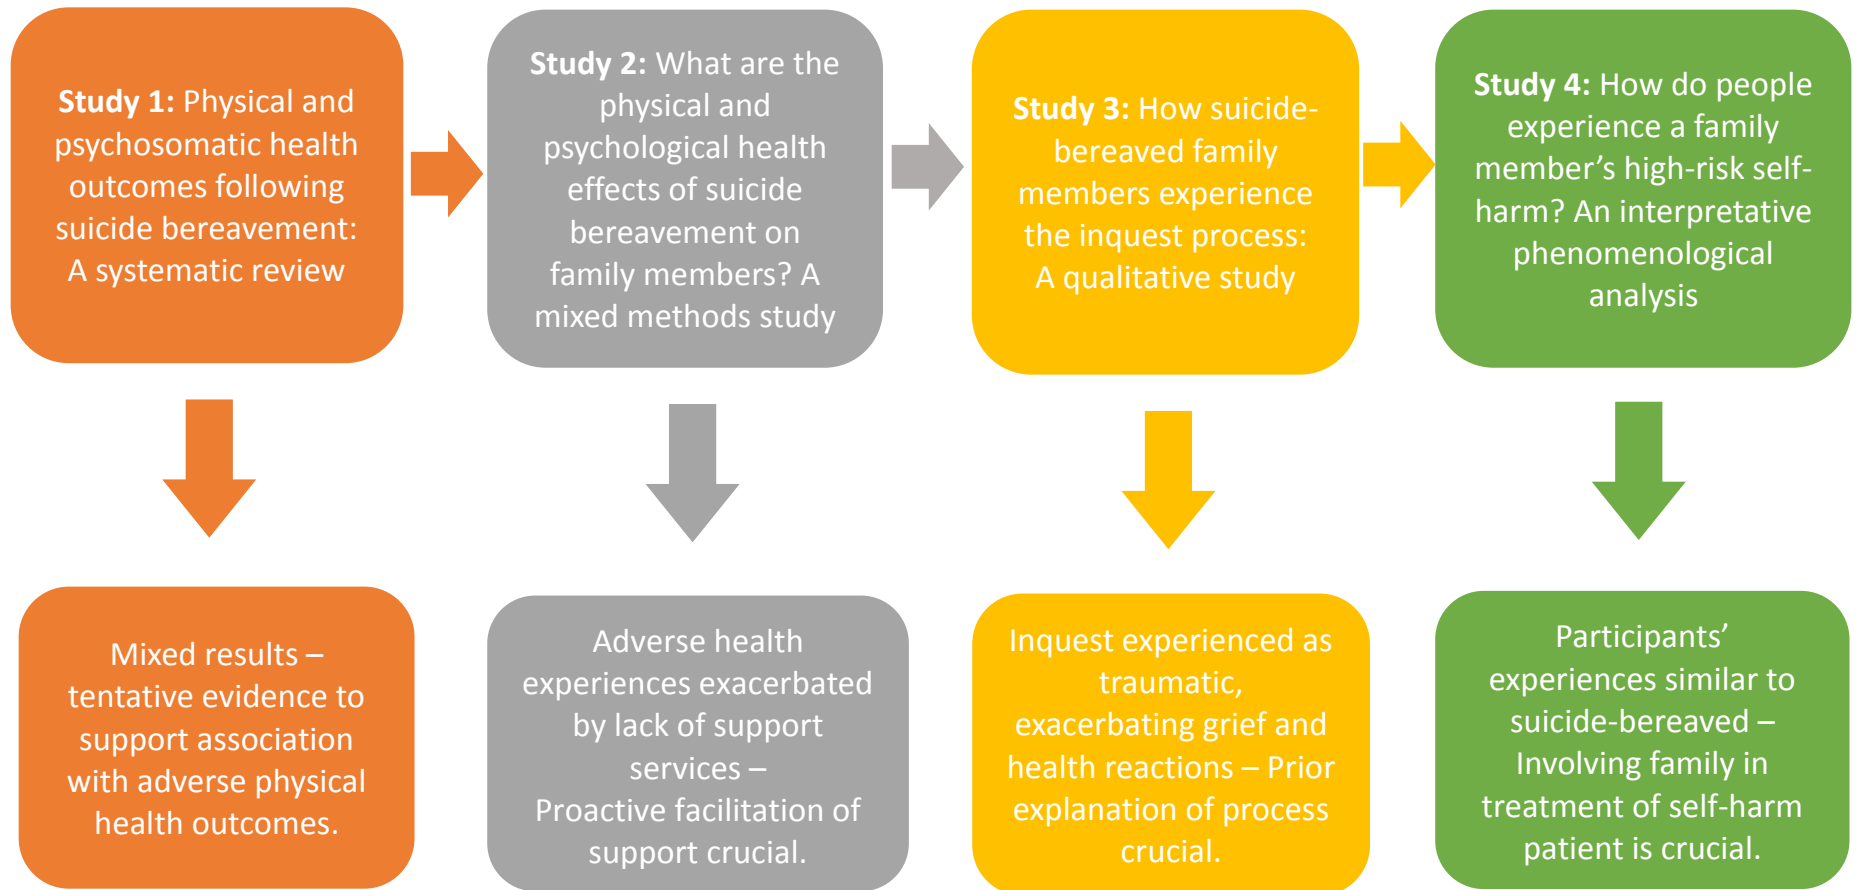 Study 1: Physical and
psychosomatic health
outcomes following
suicide bereavement:
A systematic review
Study 2: What are the
physical and
psychological health
effects of suicide
bereavement on
family members? A
mixed methods study
Study 3: How suicide-
bereaved family
members experience
the inquest process:
A qualitative study
Study 4: How do people
experience a family
member’s high-risk self-
harm? An interpretative
phenomenological
analysis
Mixed results –
tentative evidence to
support association
with adverse physical
health outcomes.
Adverse health
experiences exacerbated
by lack of support
services –
Proactive facilitation of
support crucial.
Inquest experienced as
traumatic,
exacerbating grief and
health reactions – Prior
explanation of process
crucial.
Participants’
experiences similar to
suicide-bereaved –
Involving family in
treatment of self-harm
patient is crucial.